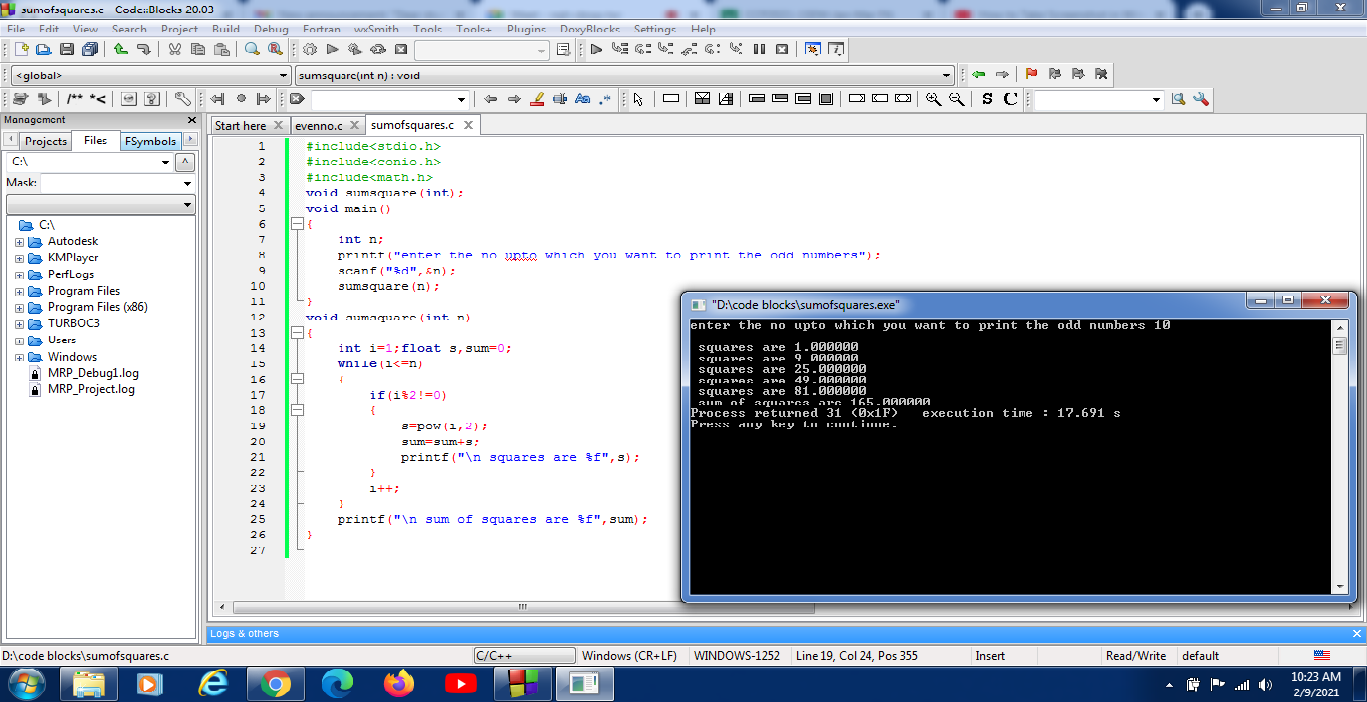 sumofsquares.c - Code::Blocks 20.03
File Edit View Search Project Build Debug Fortran wxSmith Tools Tools+ Plugins DoxyBlocks Settings Help
<global>
sumsquare(int n) : void
/** *<
Aa .*
S C
Management
Projects Files FSymbols
C:\
Mask:
C:\
Autodesk
KMPlayer
PerfLogs
Program Files
Program Files (x86)
TURBOC3
Users
Windows
MRP_Debug1.log
MRP_Project.log
Start here evenno.c sumofsquares.c
1 #include<stdio.h>
2 #include<conio.h>
3 #include<math.h>
4 void sumsquare(int);
5 void main()
6 {
7 int n;
8 printf("enter the no upto which you want to print the odd numbers");
9 scanf("%d",&n);
10 sumsquare(n);
11 }
12 void sumsquare(int n)
13 {
14 int i=1;float s,sum=0;
15 while(i<=n)
16 {
17 if(i%2!=0)
18 {
19 s=pow(i,2);
20 sum=sum+s;
21 printf("\n squares are %f",s);
22 }
23 i++;
24 }
25 printf("\n sum of squares are %f",sum);
26 }
27
"D:\code blocks\sumofsquares.exe"
enter the no upto which you want to print the odd numbers 10
squares are 1.000000
squares are 9.000000
squares are 25.000000
squares are 49.000000
squares are 81.000000
sum of squares are 165.000000
Process returned 31 (0x1F) execution time : 17.691 s
Press any key to continue.
Logs & others
D:\code blocks\sumofsquares.c C/C++ Windows (CR+LF) WINDOWS-1252 Line 19, Col 24, Pos 355 Insert Read/Write default
10:23 AM
2/9/2021